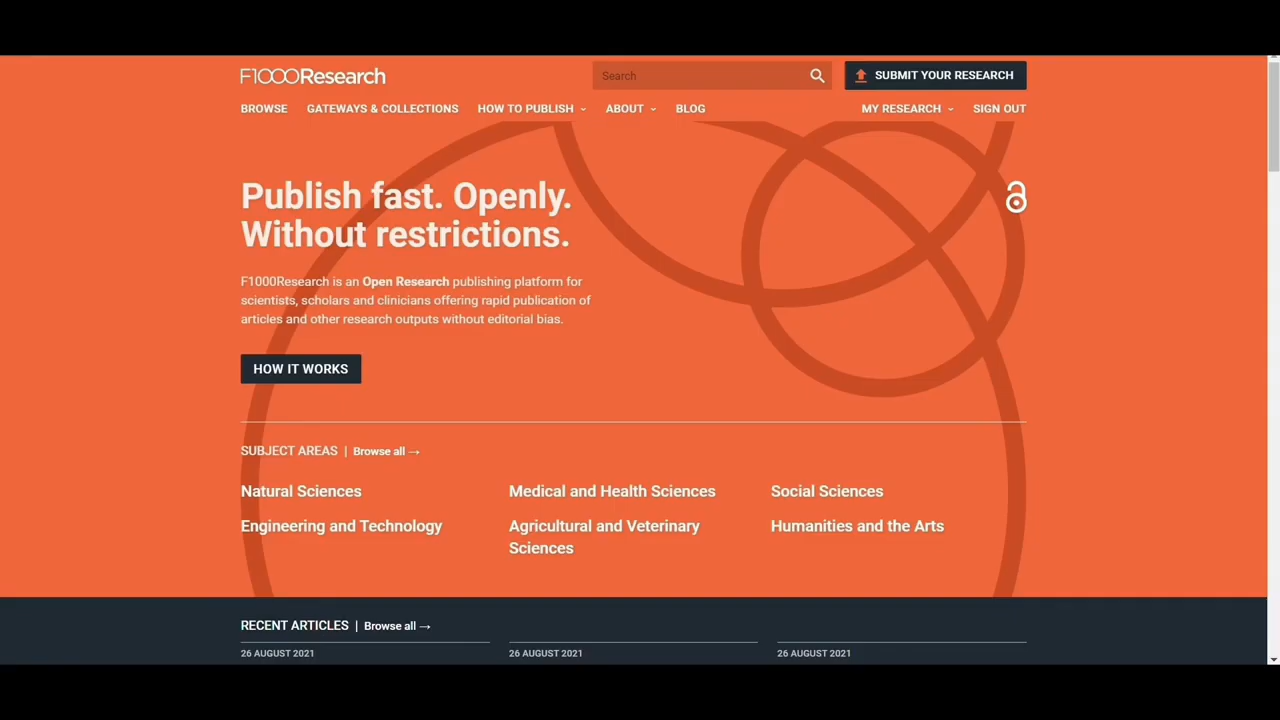 F1000Research
Search
SUBMIT YOUR RESEARCH
BROWSE
GATEWAYS & COLLECTIONS
HOW TO PUBLISH
ABOUT
BLOG
MY RESEARCH
SIGN OUT
Publish fast. Openly.
Without restrictions.
F1000Research is an Open Research publishing platform for
scientists, scholars and clinicians offering rapid publication of
articles and other research outputs without editorial bias.
HOW IT WORKS
SUBJECT AREAS | Browse all →
Natural Sciences
Medical and Health Sciences
Social Sciences
Engineering and Technology
Agricultural and Veterinary
Sciences
Humanities and the Arts
RECENT ARTICLES | Browse all →
26 AUGUST 2021
26 AUGUST 2021
26 AUGUST 2021